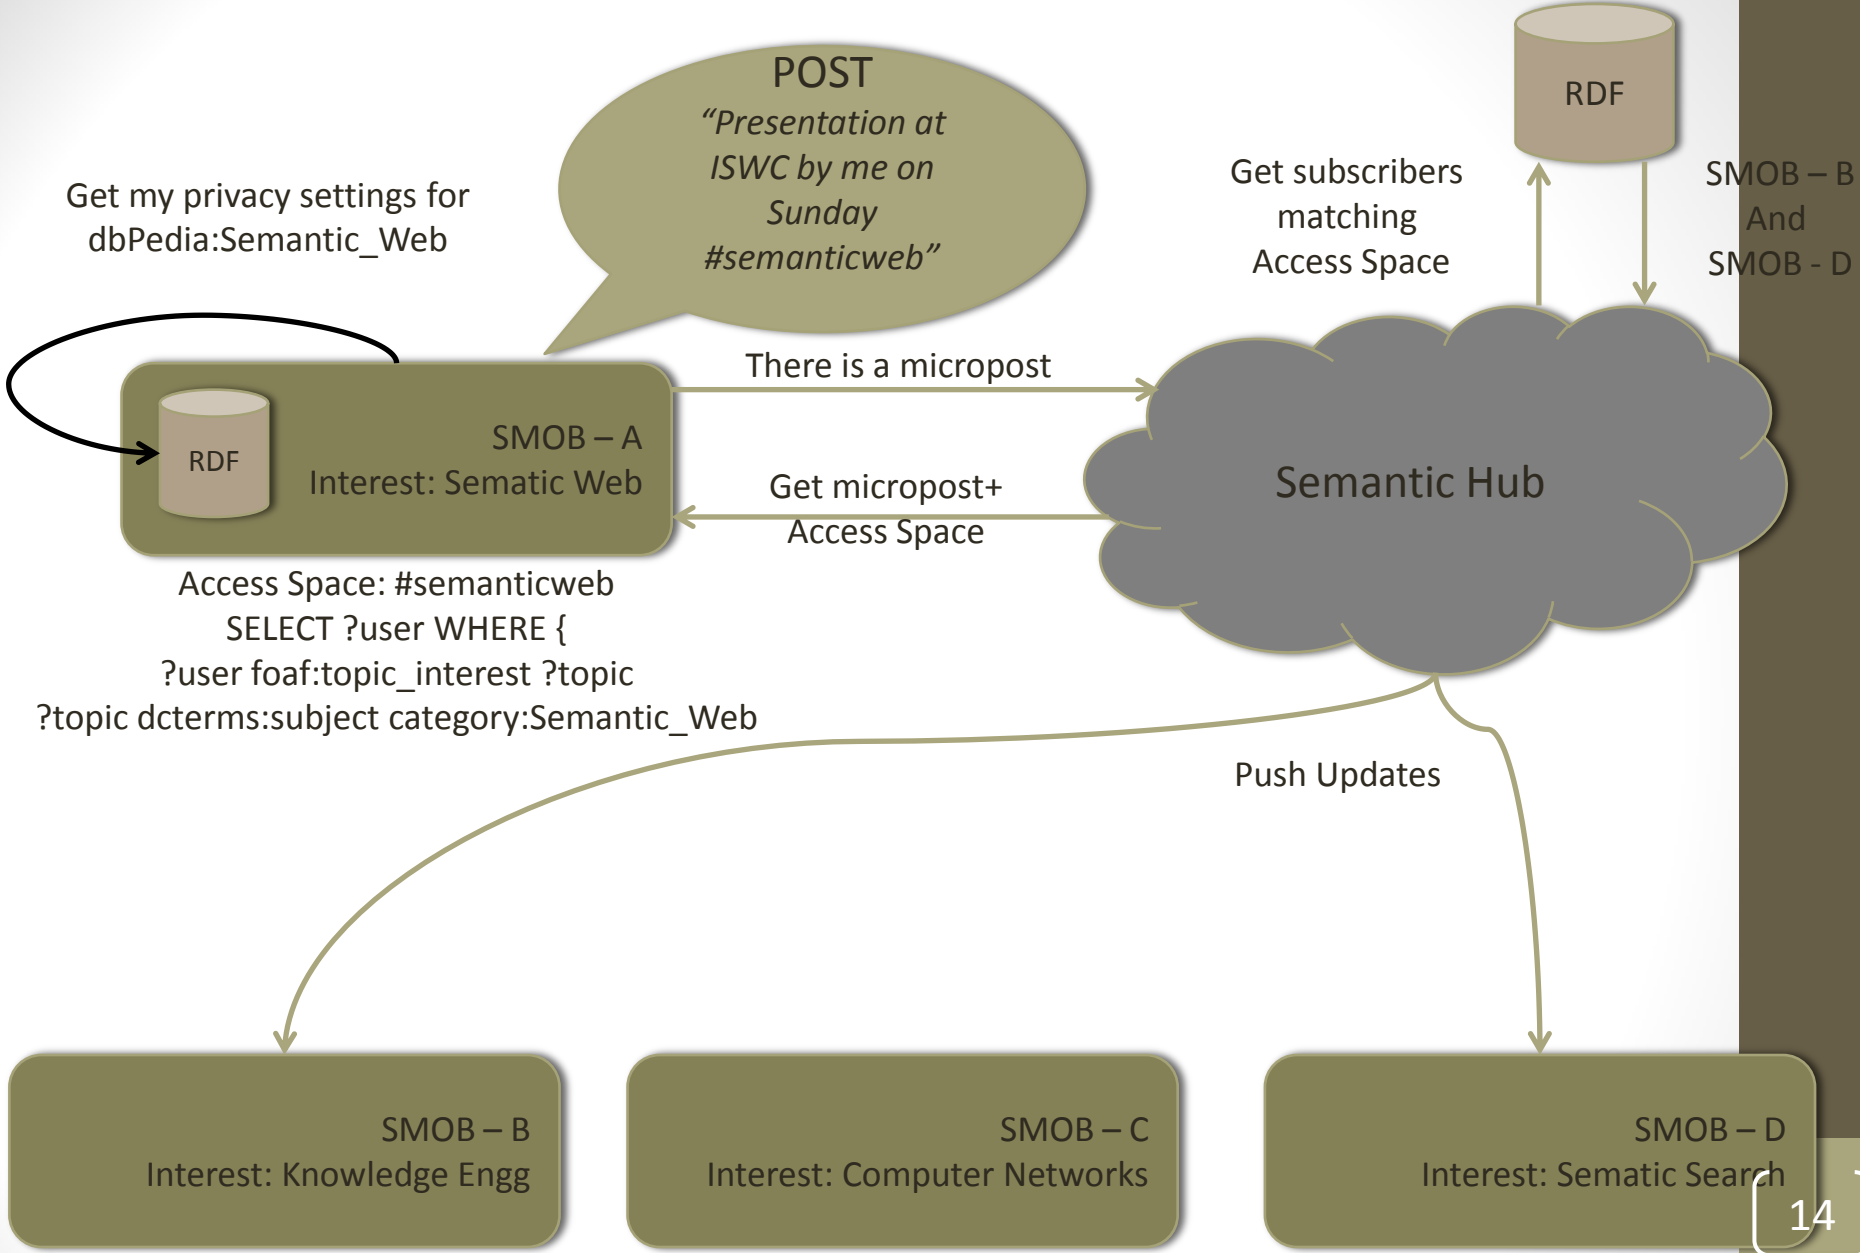 POST
“Presentation at
ISWC by me on
Sunday
#semanticweb”
RDF
Get my privacy settings for
dbPedia:Semantic_Web
Get subscribers
matching
Access Space
SMOB – B
And
SMOB - D
There is a micropost
RDF
SMOB – A
Interest: Sematic Web
Get micropost+
Access Space
Semantic Hub
Access Space: #semanticweb
SELECT ?user WHERE {
?user foaf:topic_interest ?topic
?topic dcterms:subject category:Semantic_Web
Push Updates
SMOB – B
Interest: Knowledge Engg
SMOB – C
Interest: Computer Networks
SMOB – D
Interest: Sematic Search
14